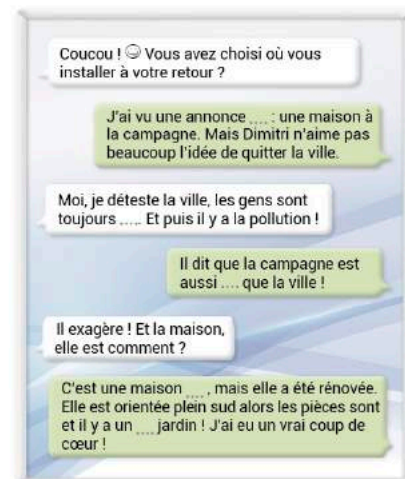 Coucou ! ☺ Vous avez choisi où vous
installer à votre retour ?
J'ai vu une annonce .... : une maison à
la campagne. Mais Dimitri n'aime pas
beaucoup l'idée de quitter la ville.
Moi, je déteste la ville, les gens sont
toujours ..... Et puis il y a la pollution !
Il dit que la campagne est
aussi .... que la ville !
Il exagère ! Et la maison,
elle est comment ?
C'est une maison ...., mais elle a été rénovée.
Elle est orientée plein sud alors les pièces sont
et il y a un .... jardin ! J'ai eu un vrai coup de
cœur !